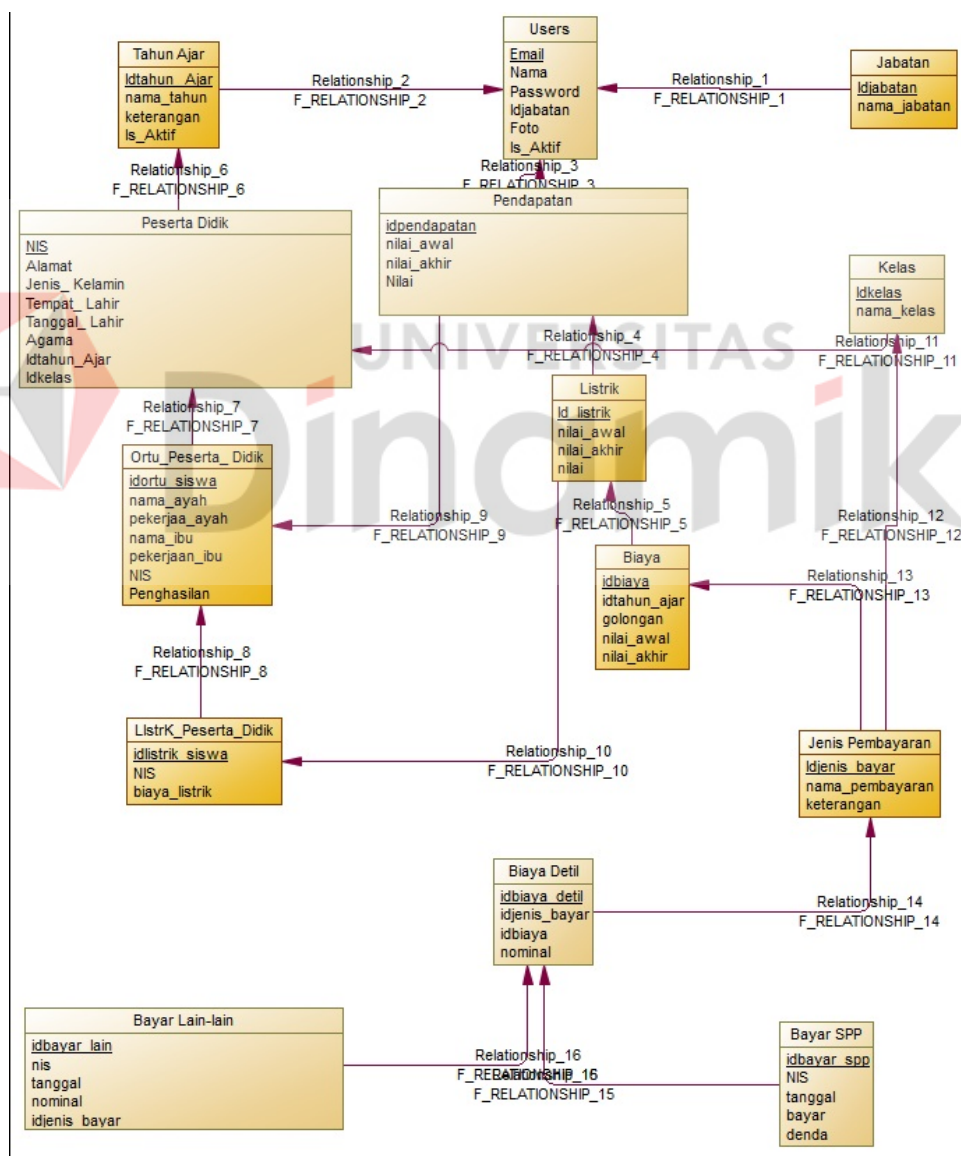 Users
Email
Nama
Password
Idjabatan
Foto
Is_Aktif
Tahun Ajar
Idtahun_Ajar
nama_tahun
keterangan
Is_Aktif
Relationship_2
F_RELATIONSHIP_2
Relationship_1
F_RELATIONSHIP_1
Jabatan
Idjabatan
nama_jabatan
Relationship_6
F_RELATIONSHIP_6
Relationship_3
F_RELATIONSHIP_3
Peserta Didik
NIS
Alamat
Jenis_ Kelamin
Tempat_ Lahir
Tanggal_ Lahir
Agama
Idtahun_Ajar
Idkelas
Pendapatan
idpendapatan
nilai_awal
nilai_akhir
Nilai
Kelas
Idkelas
nama_kelas
UNIVERSITAS
Dinamika
Relationship_4
F_RELATIONSHIP_4
Relationship_11
F_RELATIONSHIP_11
Listrik
Id_listrik
nilai_awal
nilai_akhir
nilai
Relationship_7
F_RELATIONSHIP_7
Ortu_Peserta_ Didik
idortu_siswa
nama_ayah
pekerjaa_ayah
nama_ibu
pekerjaan_ibu
NIS
Penghasilan
Relationship_9
F_RELATIONSHIP_9
Relationship_5
F_RELATIONSHIP_5
Relationship_12
F_RELATIONSHIP_12
Biaya
idbiaya
idtahun_ajar
golongan
nilai_awal
nilai_akhir
Relationship_13
F_RELATIONSHIP_13
Relationship_8
F_RELATIONSHIP_8
LIstrK_Peserta_Didik
idlistrik_siswa
NIS
biaya_listrik
Relationship_10
F_RELATIONSHIP_10
Jenis Pembayaran
Idjenis_bayar
nama_pembayaran
keterangan
Biaya Detil
idbiaya_detil
idjenis_bayar
idbiaya
nominal
Relationship_14
F_RELATIONSHIP_14
Bayar Lain-lain
idbayar_lain
nis
tanggal
nominal
idjenis_bayar
Relationship_16
F_RELATIONSHIP_15
Bayar SPP
idbayar_spp
NIS
tanggal
bayar
denda